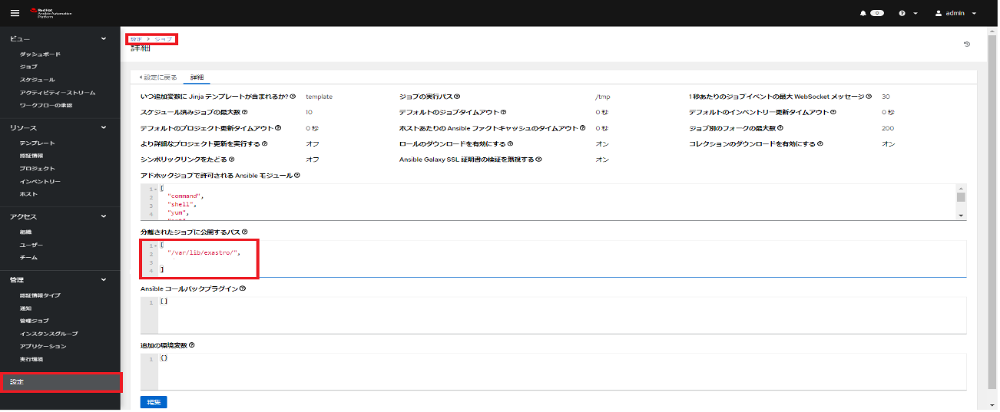 Red Hat
Ansible Automation
Platform
0
admin
ビュー
ダッシュボード
ジョブ
スケジュール
アクティビティーストリーム
ワークフローの承認
リソース
テンプレート
認証情報
プロジェクト
インベントリー
ホスト
アクセス
組織
ユーザー
チーム
管理
認証情報タイプ
通知
管理ジョブ
インスタンスグループ
アプリケーション
実行環境
設定
設定 > ジョブ
詳細
設定に戻る 詳細
いつ追加変数に Jinja テンプレートが含まれるか? template ジョブの実行パス /tmp 1 秒あたりのジョブイベントの最大 WebSocket メッセージ 30
スケジュール済みジョブの最大数 10 デフォルトのジョブタイムアウト 0 秒 デフォルトのインベントリー更新タイムアウト 0 秒
デフォルトのプロジェクト更新タイムアウト 0 秒 ホストあたりの Ansible ファクトキャッシュのタイムアウト 0 秒 ジョブ別のフォークの最大数 200
より詳細なプロジェクト更新を実行する オフ ロールのダウンロードを有効にする オン コレクションのダウンロードを有効にする オン
シンボリックリンクをたどる オフ Ansible Galaxy SSL 証明書の検証を無視する オン
アドホックジョブで許可される Ansible モジュール
1 [
2 "command",
3 "shell",
4 "yum",
分離されたジョブに公開するパス
1 [
2 "/var/lib/exastro/",
3
4 ]
Ansible コールバックプラグイン
1 []
追加の環境変数
1 {}
編集